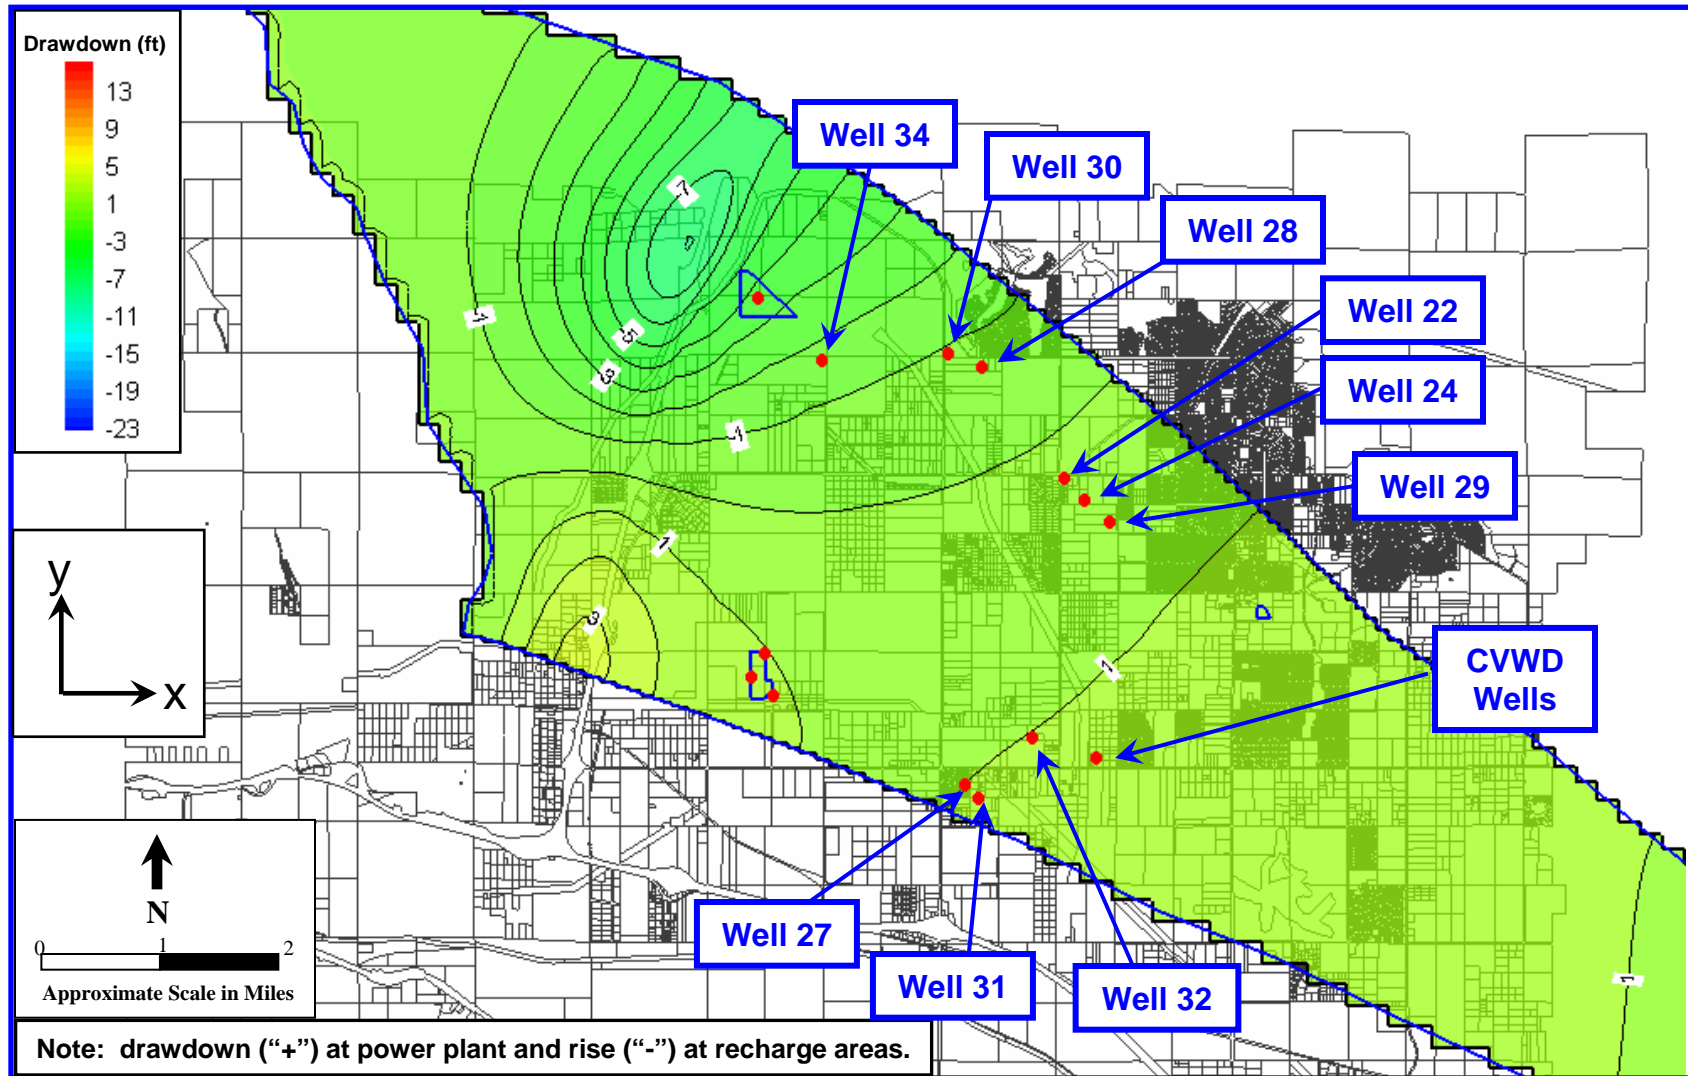 Drawdown (ft)
13
9
5
1
-3
-7
-11
-15
-19
-23
Well 34
Well 30
Well 28
Well 22
Well 24
Well 29
CVWD
Wells
Well 27
Well 31
Well 32
-7
-5
-3
-1
-1
1
3
1
1
y
x
N
0 1 2
Approximate Scale in Miles
Note: drawdown (“+”) at power plant and rise (“-”) at recharge areas.